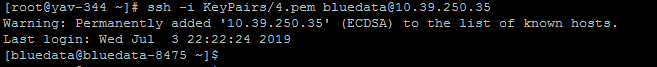 [root@yav-344 ~]# ssh -i KeyPairs/4.pem bluedata@10.39.250.35
Warning: Permanently added '10.39.250.35' (ECDSA) to the list of known hosts.
Last login: Wed Jul  3 22:22:24 2019
[bluedata@bluedata-8475 ~]$